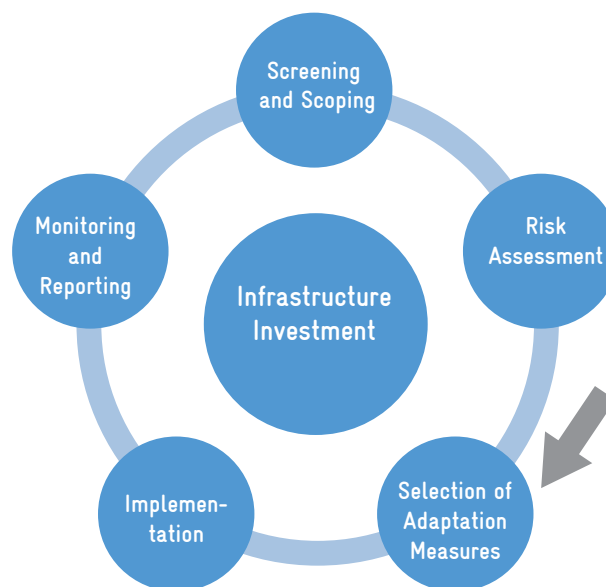 Screening
and Scoping
Risk
Assessment
Monitoring
and
Reporting
Infrastructure
Investment
Selection of
Adaptation
Measures
Implemen-
tation